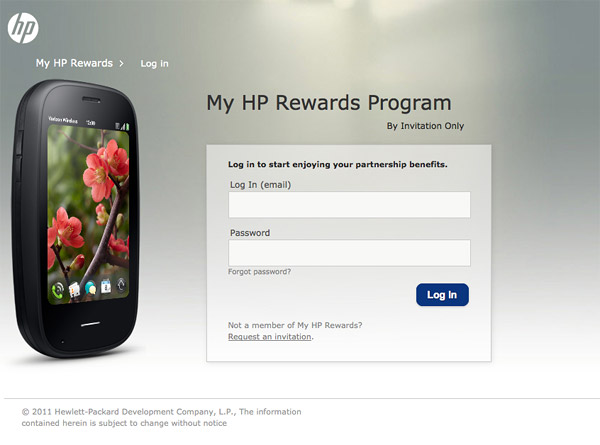 hp
My HP Rewards > Log in
Verizon Wireless
My HP Rewards Program
By Invitation Only
Log in to start enjoying your partnership benefits.
Log In (email)
Password
Forgot password?
Log In
Not a member of My HP Rewards?
Request an invitation.
© 2011 Hewlett-Packard Development Company, L.P., The information
contained herein is subject to change without notice